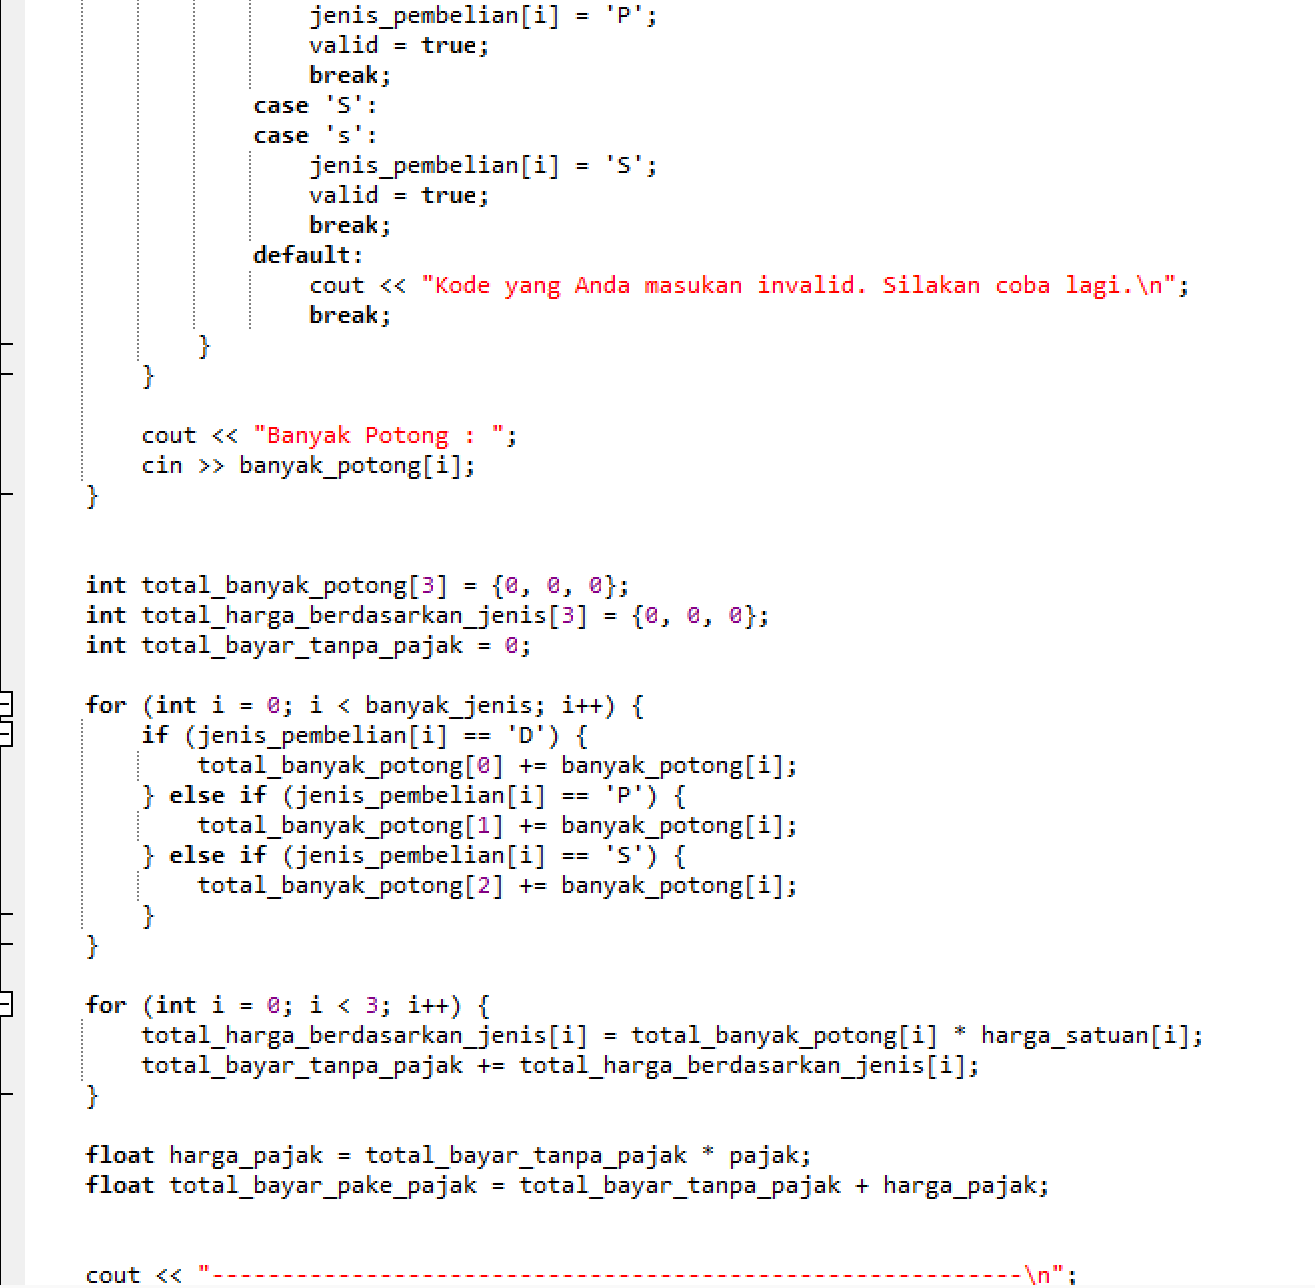 jenis_pembelian[i] = 'P';
valid = true;
break;
case 'S':
case 's':
jenis_pembelian[i] = 'S';
valid = true;
break;
default:
cout << "Kode yang Anda masukan invalid. Silakan coba lagi.\n";
break;
}
}
cout << "Banyak Potong : ";
cin >> banyak_potong[i];
}
int total_banyak_potong[3] = {0, 0, 0};
int total_harga_berdasarkan_jenis[3] = {0, 0, 0};
int total_bayar_tanpa_pajak = 0;
for (int i = 0; i < banyak_jenis; i++) {
if (jenis_pembelian[i] == 'D') {
total_banyak_potong[0] += banyak_potong[i];
} else if (jenis_pembelian[i] == 'P') {
total_banyak_potong[1] += banyak_potong[i];
} else if (jenis_pembelian[i] == 'S') {
total_banyak_potong[2] += banyak_potong[i];
}
}
for (int i = 0; i < 3; i++) {
total_harga_berdasarkan_jenis[i] = total_banyak_potong[i] * harga_satuan[i];
total_bayar_tanpa_pajak += total_harga_berdasarkan_jenis[i];
}
float harga_pajak = total_bayar_tanpa_pajak * pajak;
float total_bayar_pake_pajak = total_bayar_tanpa_pajak + harga_pajak;
cout << "----------------------------------------------------------\n";